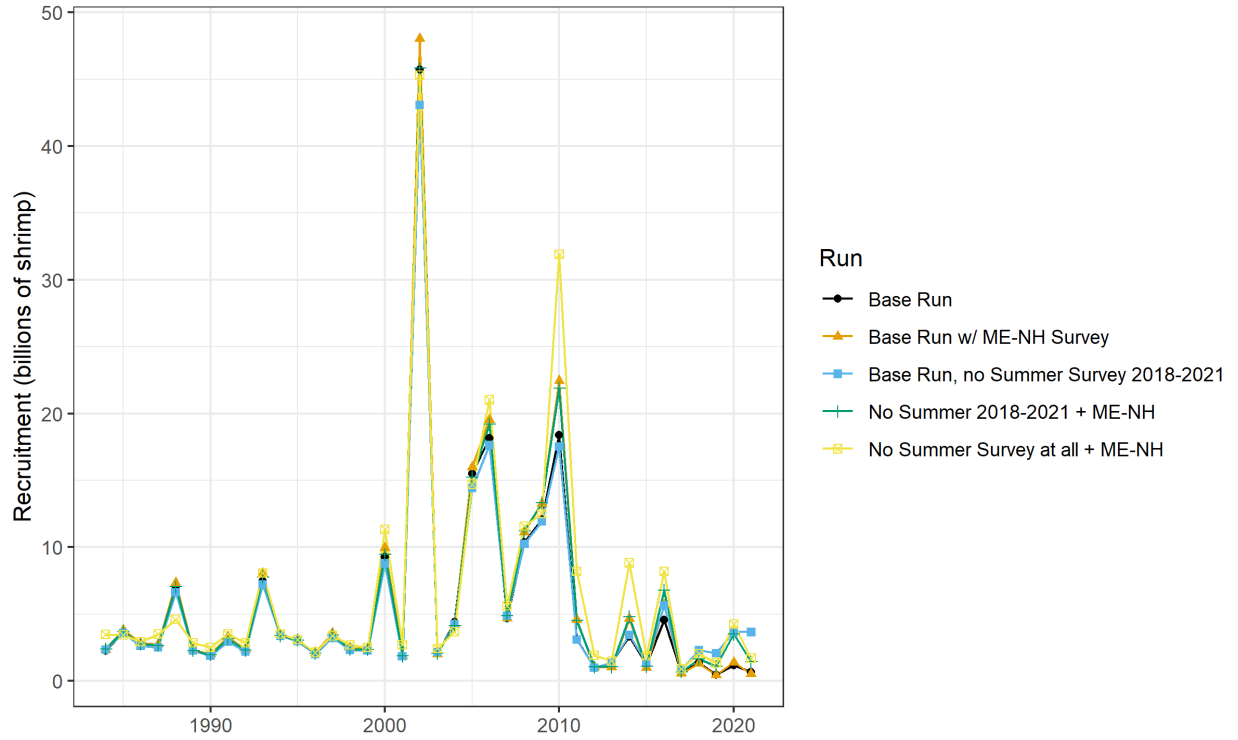 Recruitment (billions of shrimp)
50
40
30
20
10
0
1990 2000 2010 2020
Run
Base Run
Base Run w/ ME-NH Survey
Base Run, no Summer Survey 2018-2021
No Summer 2018-2021 + ME-NH
No Summer Survey at all + ME-NH